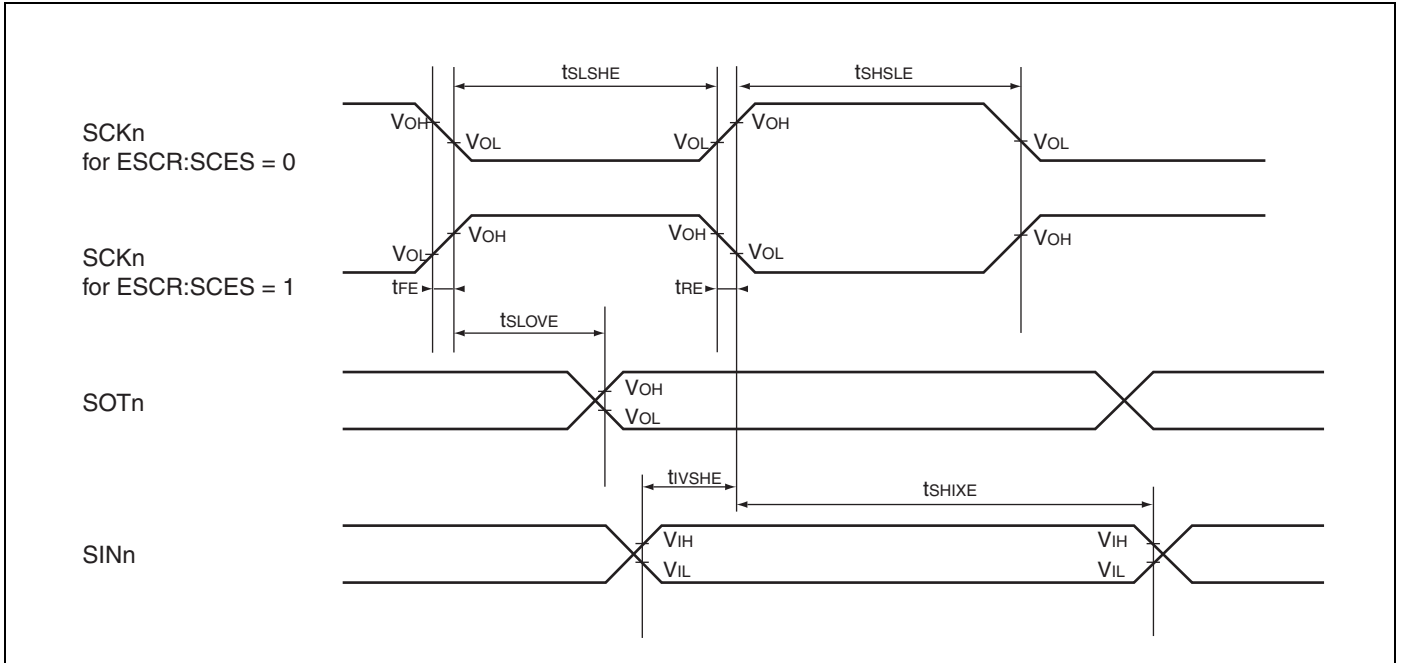 tSLSHE
tSHSLE
SCKn
for ESCR:SCES = 0
VOH
VOL
VOL
VOH
VOL
SCKn
for ESCR:SCES = 1
VOL
VOH
VOH
VOL
VOH
tFE
tRE
tSLOVE
SOTn
VOH
VOL
tIVSHE
tSHIXE
SINn
VIH
VIL
VIH
VIL